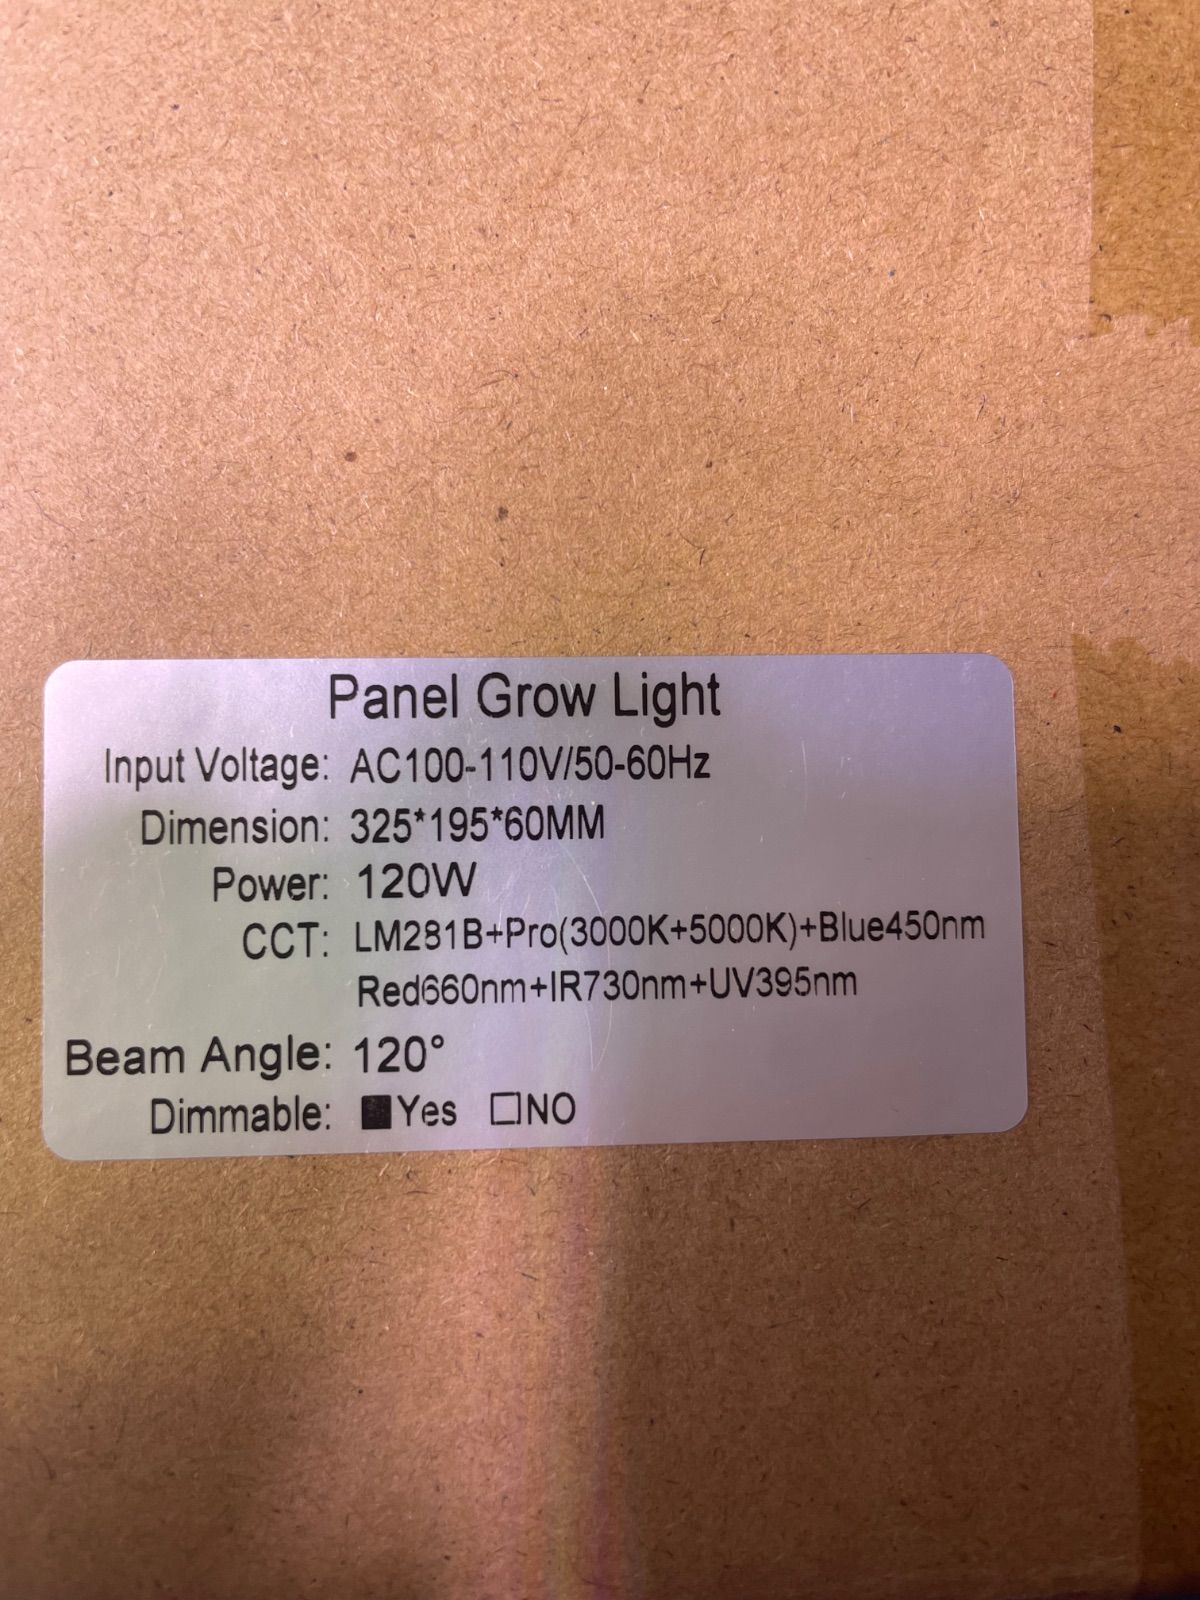 Panel Grow Light
Input Voltage: AC100-110V/50-60Hz
Dimension: 325*195*60MM
Power: 120W
CCT: LM281B+Pro(3000K+5000K)+Blue450nm
Red660nm+IR730nm+UV395nm
Beam Angle: 120°
Dimmable: ■Yes □NO